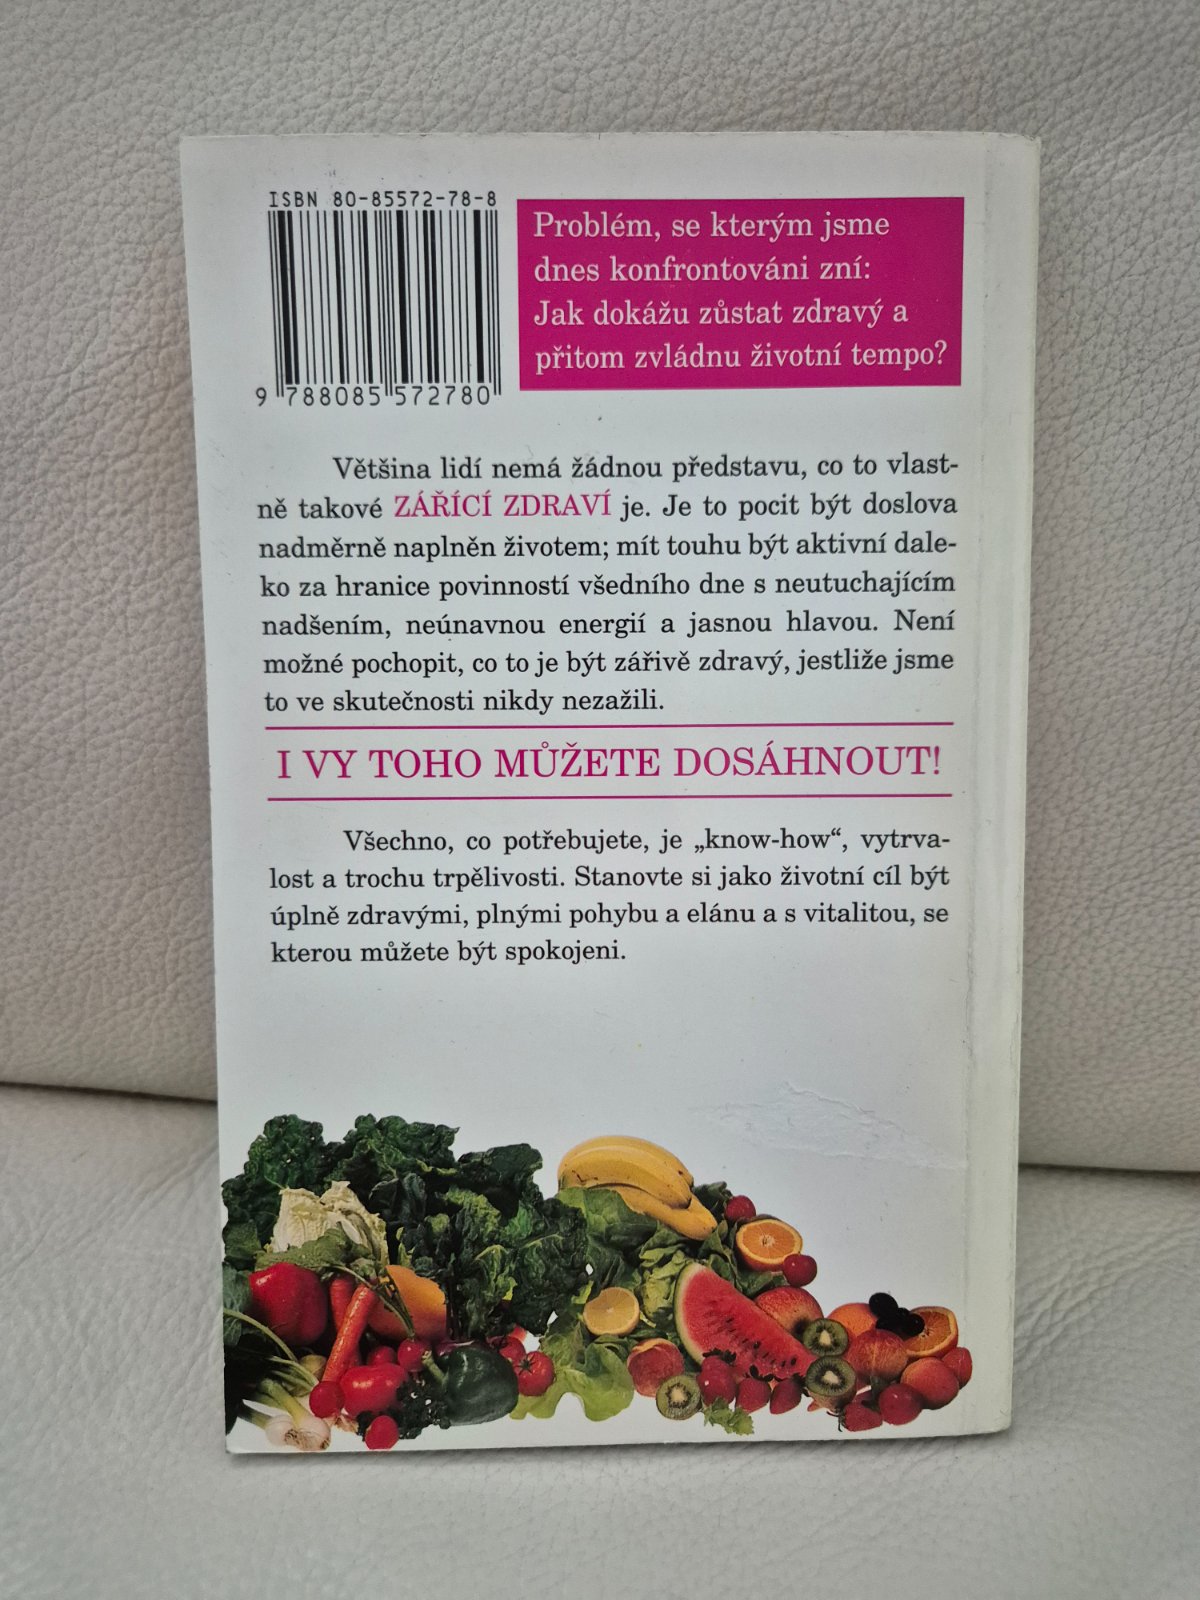 ISBN 80-85572-78-8
9 788085 572780
Problém, se kterým jsme
dnes konfrontováni zní:
Jak dokážu zůstat zdravý a
přitom zvládnu životní tempo?
Většina lidí nemá žádnou představu, co to vlast-
ně takové ZÁŘÍCÍ ZDRAVÍ je. Je to pocit být doslova
nadměrně naplněn životem; mít touhu být aktivní dale-
ko za hranice povinností všedního dne s neutuchajícím
nadšením, neúnavnou energií a jasnou hlavou. Není
možné pochopit, co to je být zářivě zdravý, jestliže jsme
to ve skutečnosti nikdy nezažili.
I VY TOHO MŮŽETE DOSÁHNOUT!
Všechno, co potřebujete, je „know-how“, vytrva-
lost a trochu trpělivosti. Stanovte si jako životní cíl být
úplně zdravými, plnými pohybu a elánu a s vitalitou, se
kterou můžete být spokojeni.